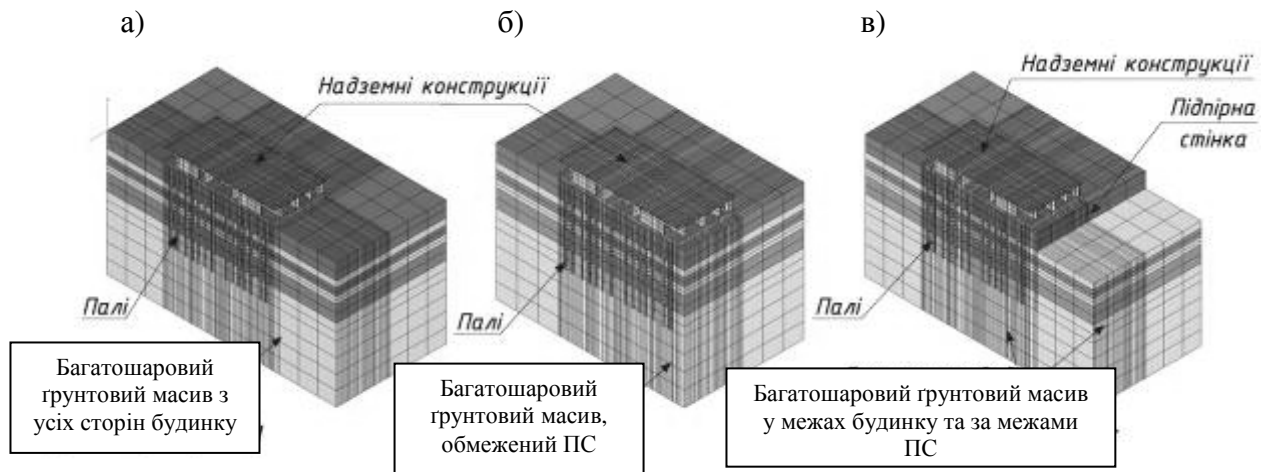 а)
б)
в)
Надземні конструкції
Надземні конструкції
Підпірна
стінка
Палі
Палі
Палі
Багатошаровий
ґрунтовий масив з
усіх сторін будинку
Багатошаровий
ґрунтовий масив,
обмежений ПС
Багатошаровий ґрунтовий масив
у межах будинку та за межами
ПС